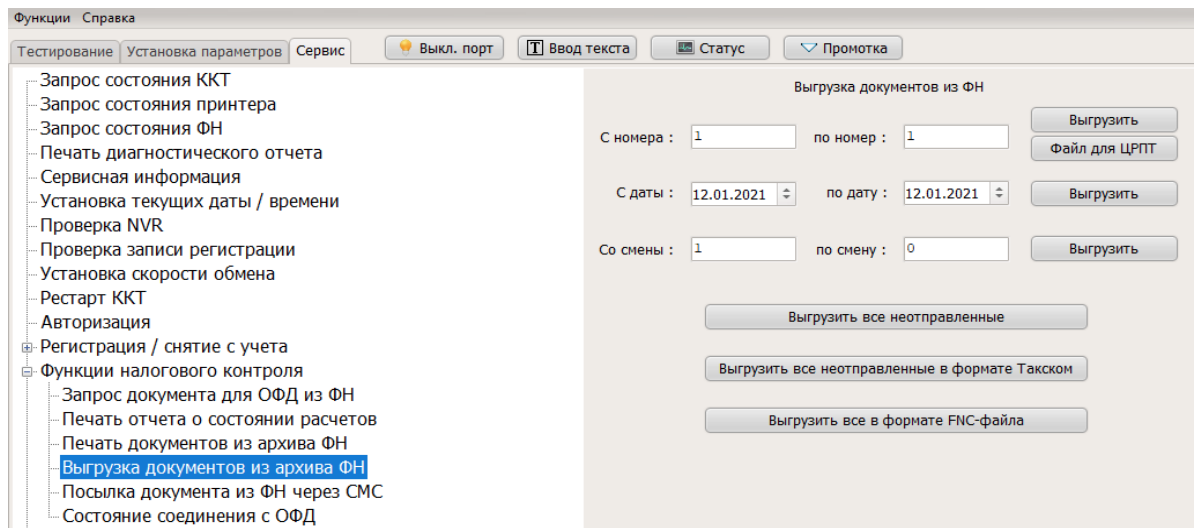 Функции Справка
Тестирование Установка параметров Сервис Выкл. порт Ввод текста Статус Промотка
Запрос состояния ККТ
Запрос состояния принтера
Запрос состояния ФН
Печать диагностического отчета
Сервисная информация
Установка текущих даты / времени
Проверка NVR
Проверка записи регистрации
Установка скорости обмена
Рестарт ККТ
Авторизация
Регистрация / снятие с учета
Функции налогового контроля
Запрос документа для ОФД из ФН
Печать отчета о состоянии расчетов
Печать документов из архива ФН
Выгрузка документов из архива ФН
Посылка документа из ФН через СМС
Состояние соединения с ОФД
Выгрузка документов из ФН
С номера : 1 по номер : 1 Выгрузить
Файл для ЦРПТ
С даты : 12.01.2021 по дату : 12.01.2021 Выгрузить
Со смены : 1 по смену : 0 Выгрузить
Выгрузить все неотправленные
Выгрузить все неотправленные в формате Такском
Выгрузить все в формате FNC-файла